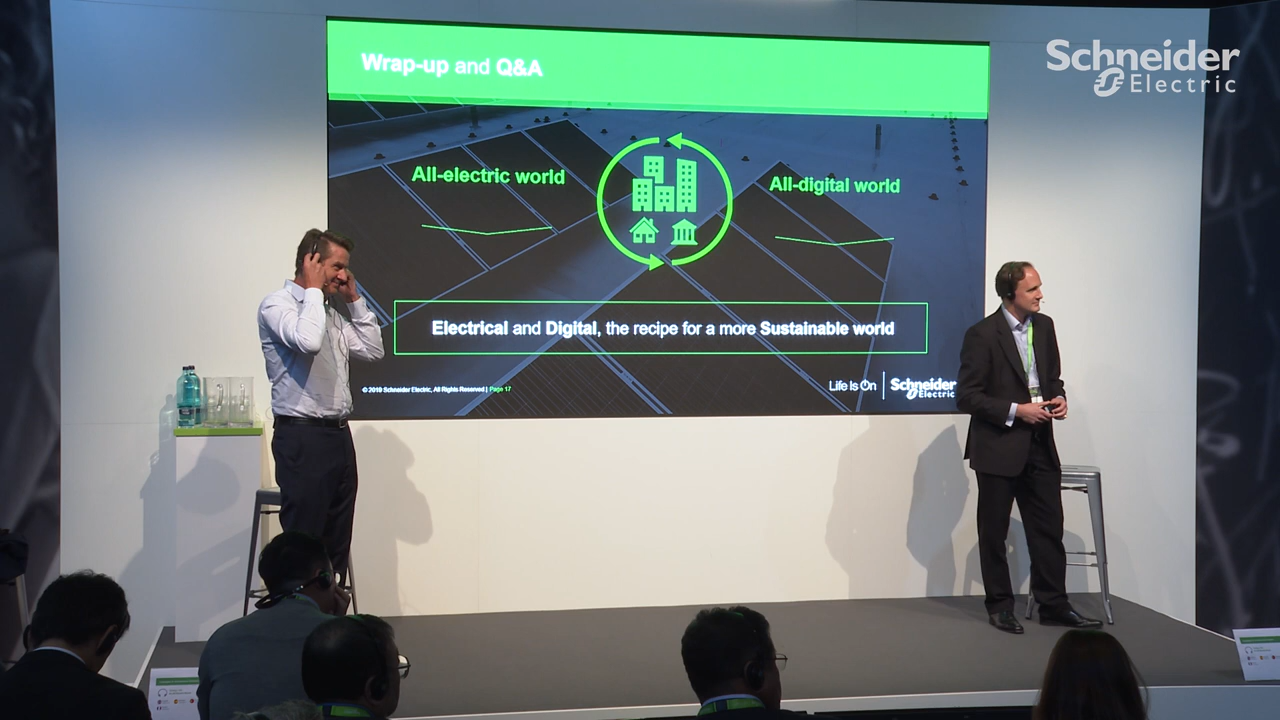 Schneider
Electric
Wrap-up and Q&A
All-electric world
All-digital world
Electrical and Digital, the recipe for a more Sustainable world
© 2019 Schneider Electric, All Rights Reserved | Page 17
Life Is On
Schneider
Electric